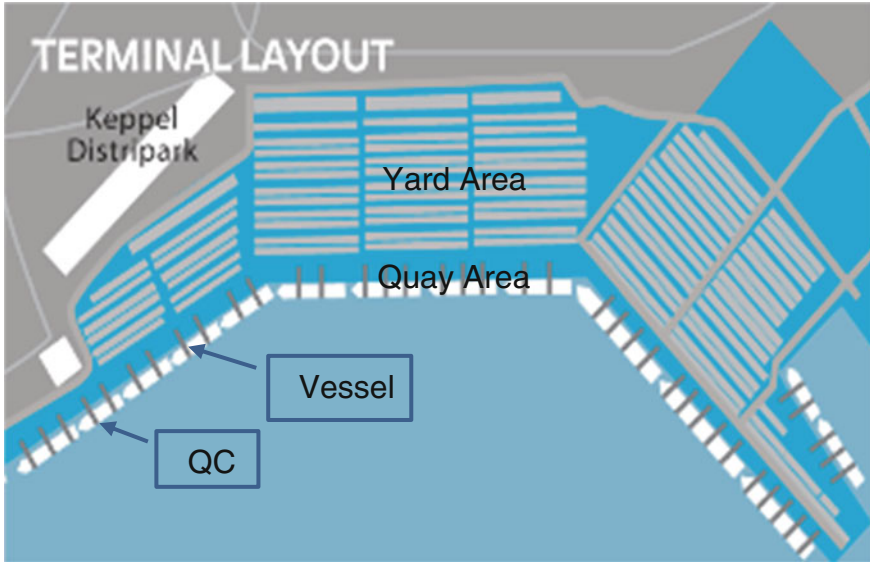 TERMINAL LAYOUT
Keppel
Distripark
Yard Area
Quay Area
Vessel
QC